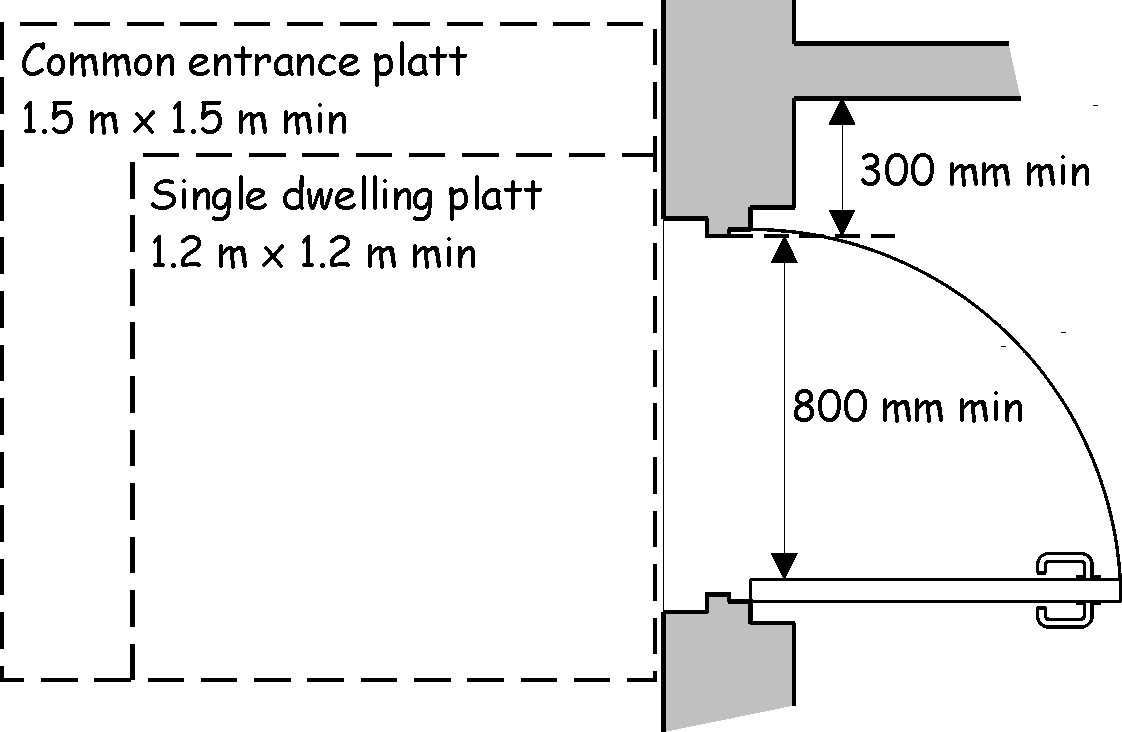 Common entrance platt
1.5 m x 1.5 m min
Single dwelling platt
1.2 m x 1.2 m min
300 mm min
800 mm min